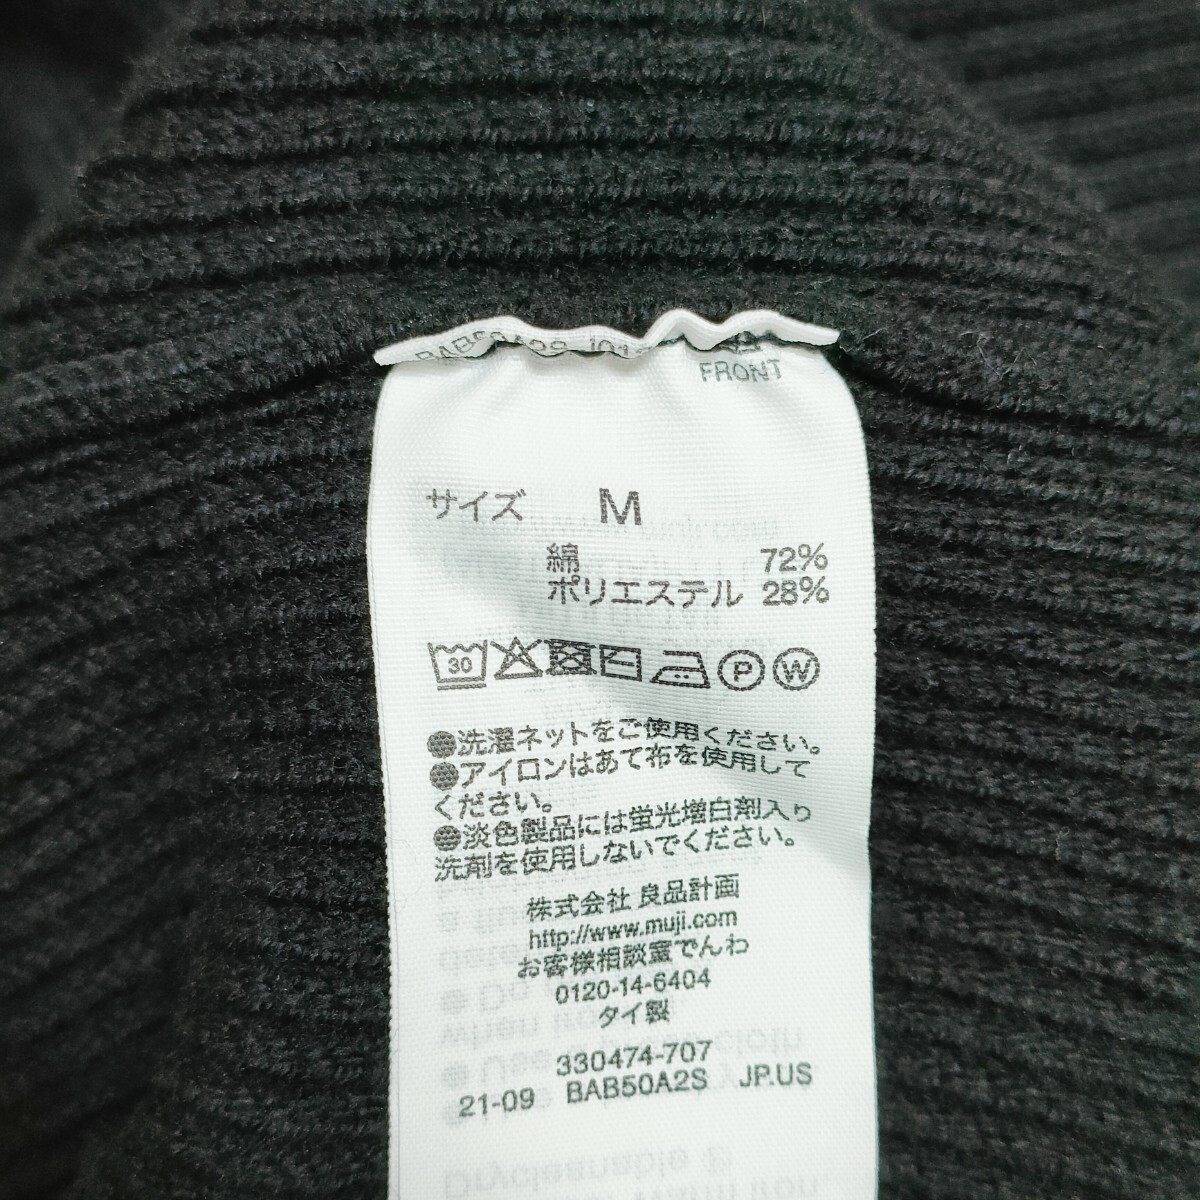 BAB50A2S
FRONT
サイズ M
綿 72%
ポリエステル 28%
30 P W
●洗濯ネットをご使用ください。
●アイロンはあて布を使用して
ください。
●淡色製品には蛍光増白剤入り
洗剤を使用しないでください。
株式会社 良品計画
http://www.muji.com
お客様相談室でんわ
0120-14-6404
タイ製
330474-707
21-09 BAB50A2S JP.US